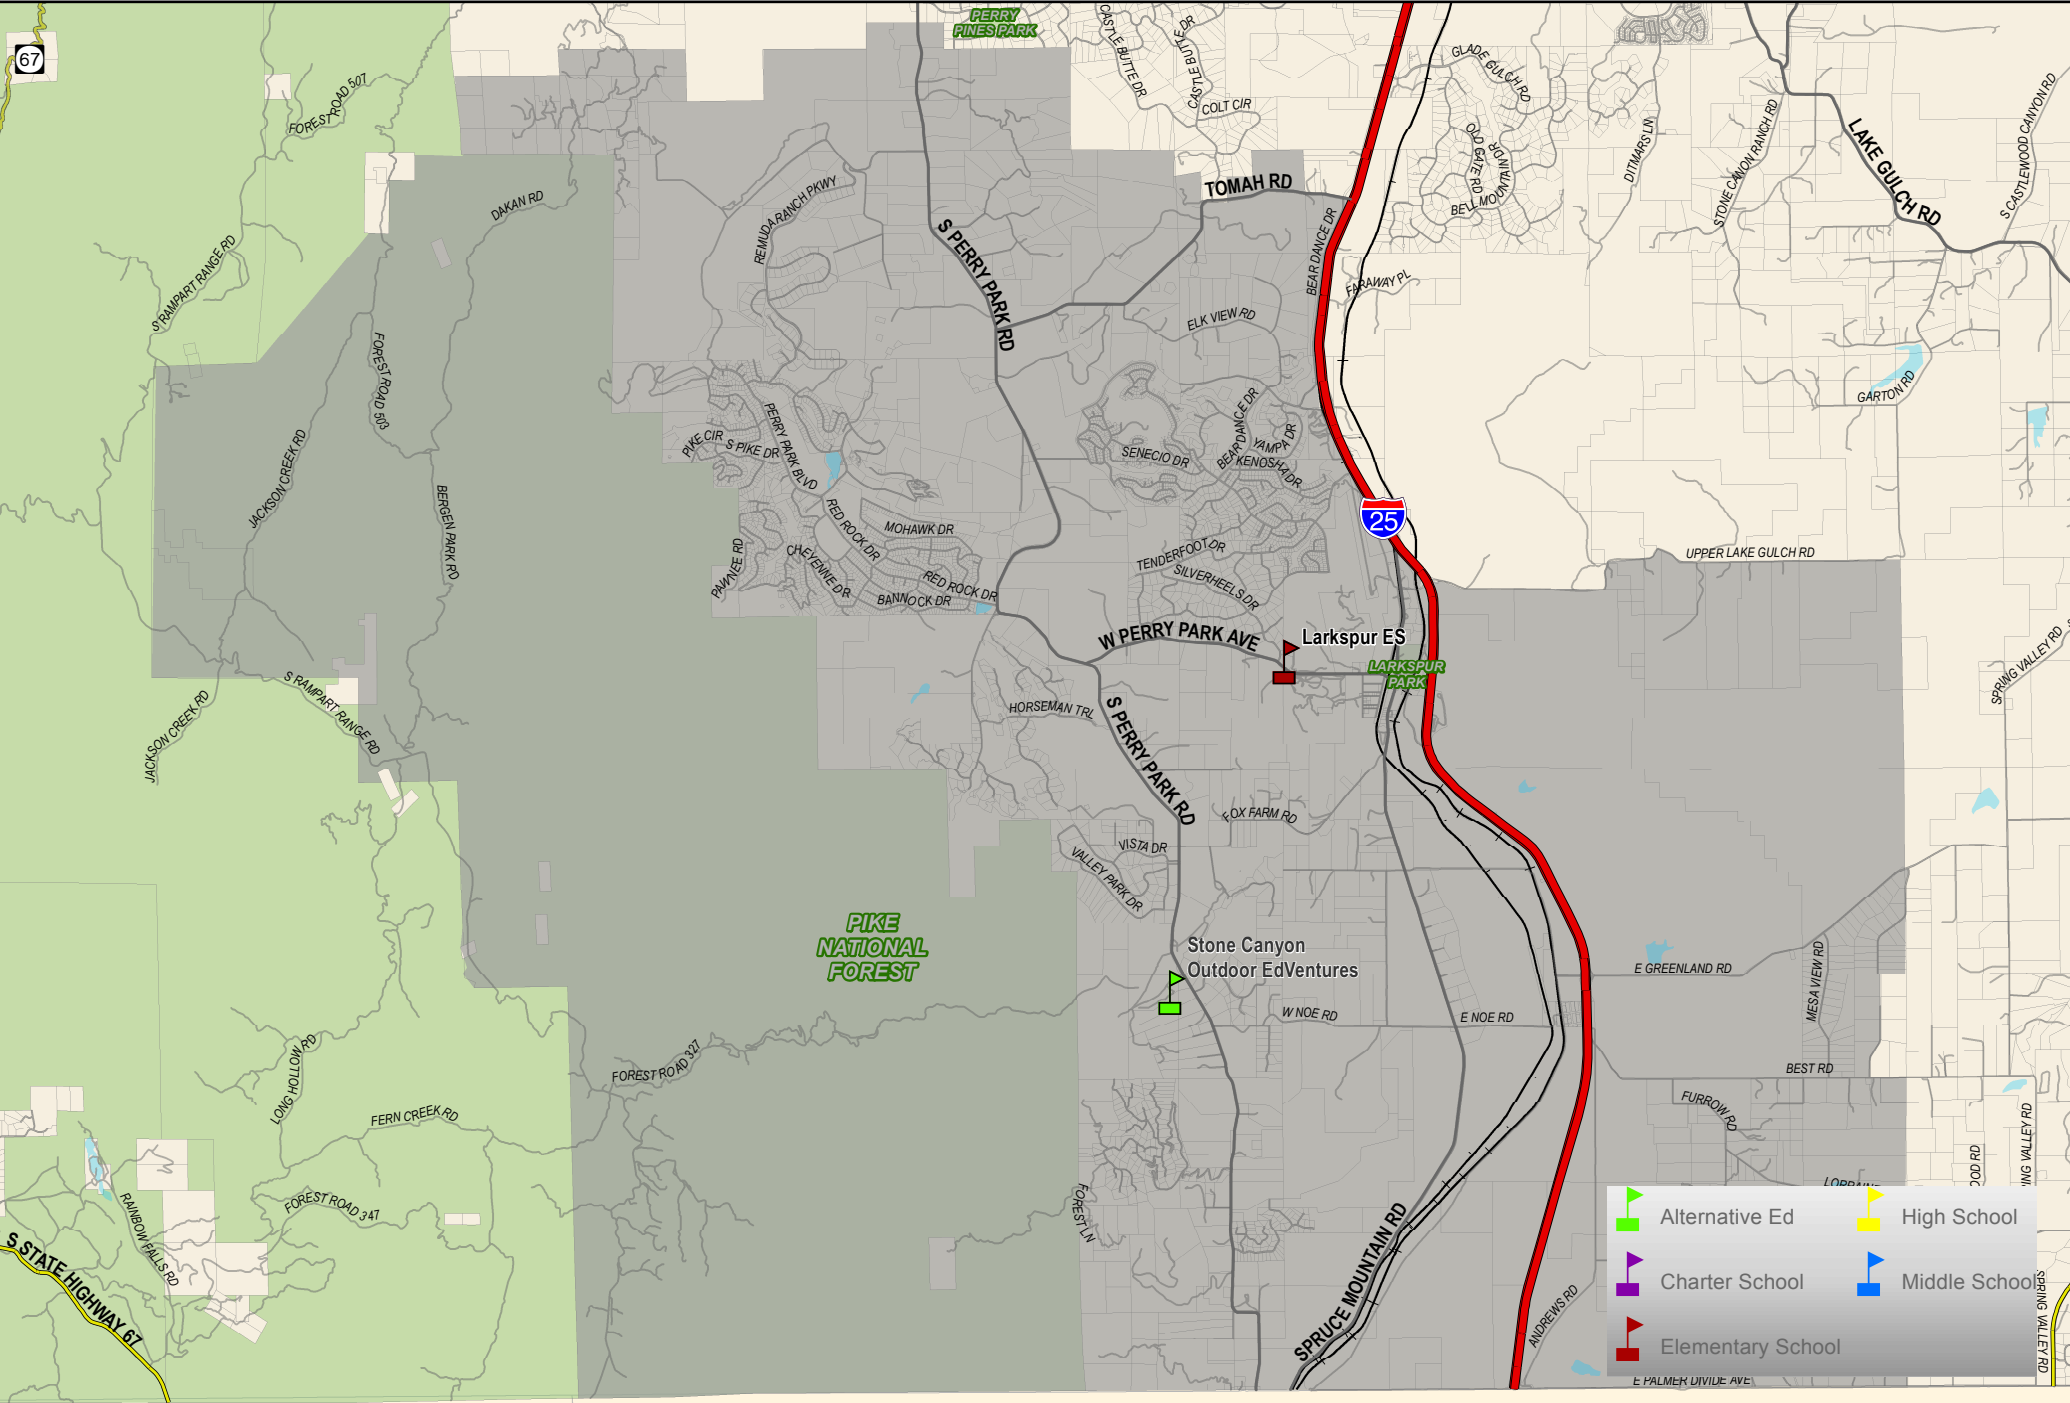 PERRY
PINES PARK
67
CASTLE BUTTE DR
CASTLE BUTTE DR
COLT CIR
GLADE GULCH RD
OLD GATE RD
BELL MOUNTAIN DR
DITMARS LN
STONE CANON RANCH RD
LAKE GULCH RD
S CASTLEWOOD CANYON RD
FOREST ROAD 507
DAKAN RD
REMUDA RANCH PKWY
TOMAH RD
S PERRY PARK RD
BEAR DANCE DR
FARAWAY PL
S RAMPART RANGE RD
ELK VIEW RD
FOREST ROAD 503
GARTON RD
JACKSON CREEK RD
PIKE CIR
S PIKE DR
PERRY PARK BLVD
SENECIO DR
BEAR DANCE DR
YAMPA DR
KENOSHA DR
BERGEN PARK RD
25
RED ROCK DR
MOHAWK DR
PAWNEE RD
CHEYENNE DR
RED ROCK DR
BANNOCK DR
TENDERFOOT DR
SILVERHEELS DR
UPPER LAKE GULCH RD
W PERRY PARK AVE
Larkspur ES
LARKSPUR
PARK
SPRING VALLEY RD
S RAMPART RANGE RD
JACKSON CREEK RD
HORSEMAN TRL
S PERRY PARK RD
FOX FARM RD
VISTA DR
VALLEY PARK DR
PIKE
NATIONAL
FOREST
Stone Canyon
Outdoor EdVentures
E GREENLAND RD
MESA VIEW RD
W NOE RD
E NOE RD
LONG HOLLOW RD
FOREST ROAD 327
BEST RD
FERN CREEK RD
FURROW RD
RAINBOW FALLS RD
FOREST ROAD 347
FOREST LN
S STATE HIGHWAY 67
SPRUCE MOUNTAIN RD
ANDREWS RD
OOD RD
ING VALLEY RD
LORRAINE
SPRING VALLEY RD
Alternative Ed
High School
Charter School
Middle School
Elementary School
E PALMER DIVIDE AVE